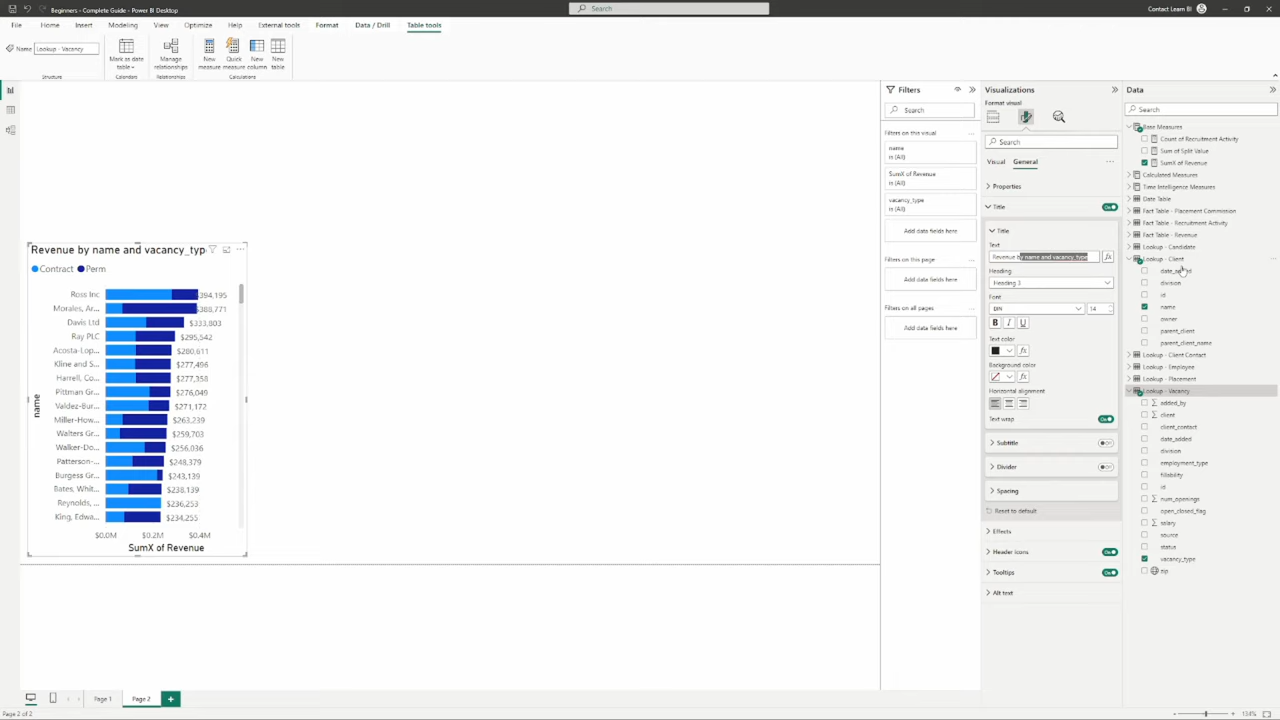 Beginners - Complete Guide - Power BI Desktop
Search
Contact Learn BI
File Home Insert Modeling View Optimize Help External tools Format Data / Drill Table tools
Name Lookup - Vacancy
Mark as date table
Manage relationships
New measure
Quick measure
New column
New table
Structure
Calendars
Relationships
Calculations
Revenue by name and vacancy_typ
Contract Perm
Ross Inc $394,195
Morales, Ar... $388,771
Davis Ltd $333,803
Ray PLC $295,542
Acosta-Lop... $280,611
Kline and S... $277,496
Harrell, Co... $277,358
Pittman Gr... $276,049
Valdez-Bur... $271,172
Miller-How... $263,239
Walters Gr... $259,703
Walker-Do... $256,036
Patterson-... $248,379
Burgess Gr... $243,139
Bates, Whit... $238,139
Reynolds, ... $236,253
King, Edwa... $234,255
name
$0.0M $0.2M $0.4M
SumX of Revenue
Page 1
Page 2
Page 2 of 2
134%
Filters
Search
Filters on this visual
name
is (All)
SumX of Revenue
is (All)
vacancy_type
is (All)
Add data fields here
Filters on this page
Add data fields here
Filters on all pages
Add data fields here
Visualizations
Format visual
Search
Visual General
Properties
Title On
Title
Text
Revenue by name and vacancy_type
Heading
Heading 3
Font
DIN 14
B I U
Text color
Background color
Horizontal alignment
Text wrap On
Subtitle Off
Divider Off
Spacing
Reset to default
Effects
Header icons On
Tooltips On
Alt text
Data
Search
Base Measures
Count of Recruitment Activity
Sum of Split Value
SumX of Revenue
Calculated Measures
Time Intelligence Measures
Date Table
Fact Table - Placement Commission
Fact Table - Recruitment Activity
Fact Table - Revenue
Lookup - Candidate
Lookup - Client
date_added
division
id
name
owner
parent_client
parent_client_name
Lookup - Client Contact
Lookup - Employee
Lookup - Placement
Lookup - Vacancy
added_by
client
client_contact
date_added
division
employment_type
fillability
id
num_openings
open_closed_flag
salary
source
status
vacancy_type
zip